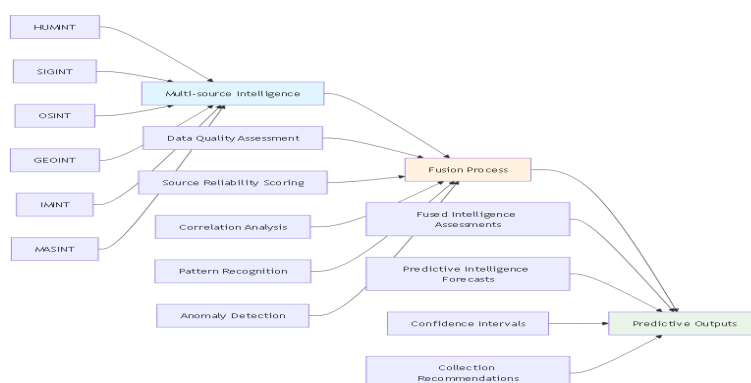 HUMINT
SIGINT
OSINT
GEOINT
IMINT
MASINT
Multi-source Intelligence
Data Quality Assessment
Source Reliability Scoring
Correlation Analysis
Pattern Recognition
Anomaly Detection
Fusion Process
Fused Intelligence
Assessments
Predictive Intelligence
Forecasts
Confidence Intervals
Collection
Recommendations
Predictive Outputs